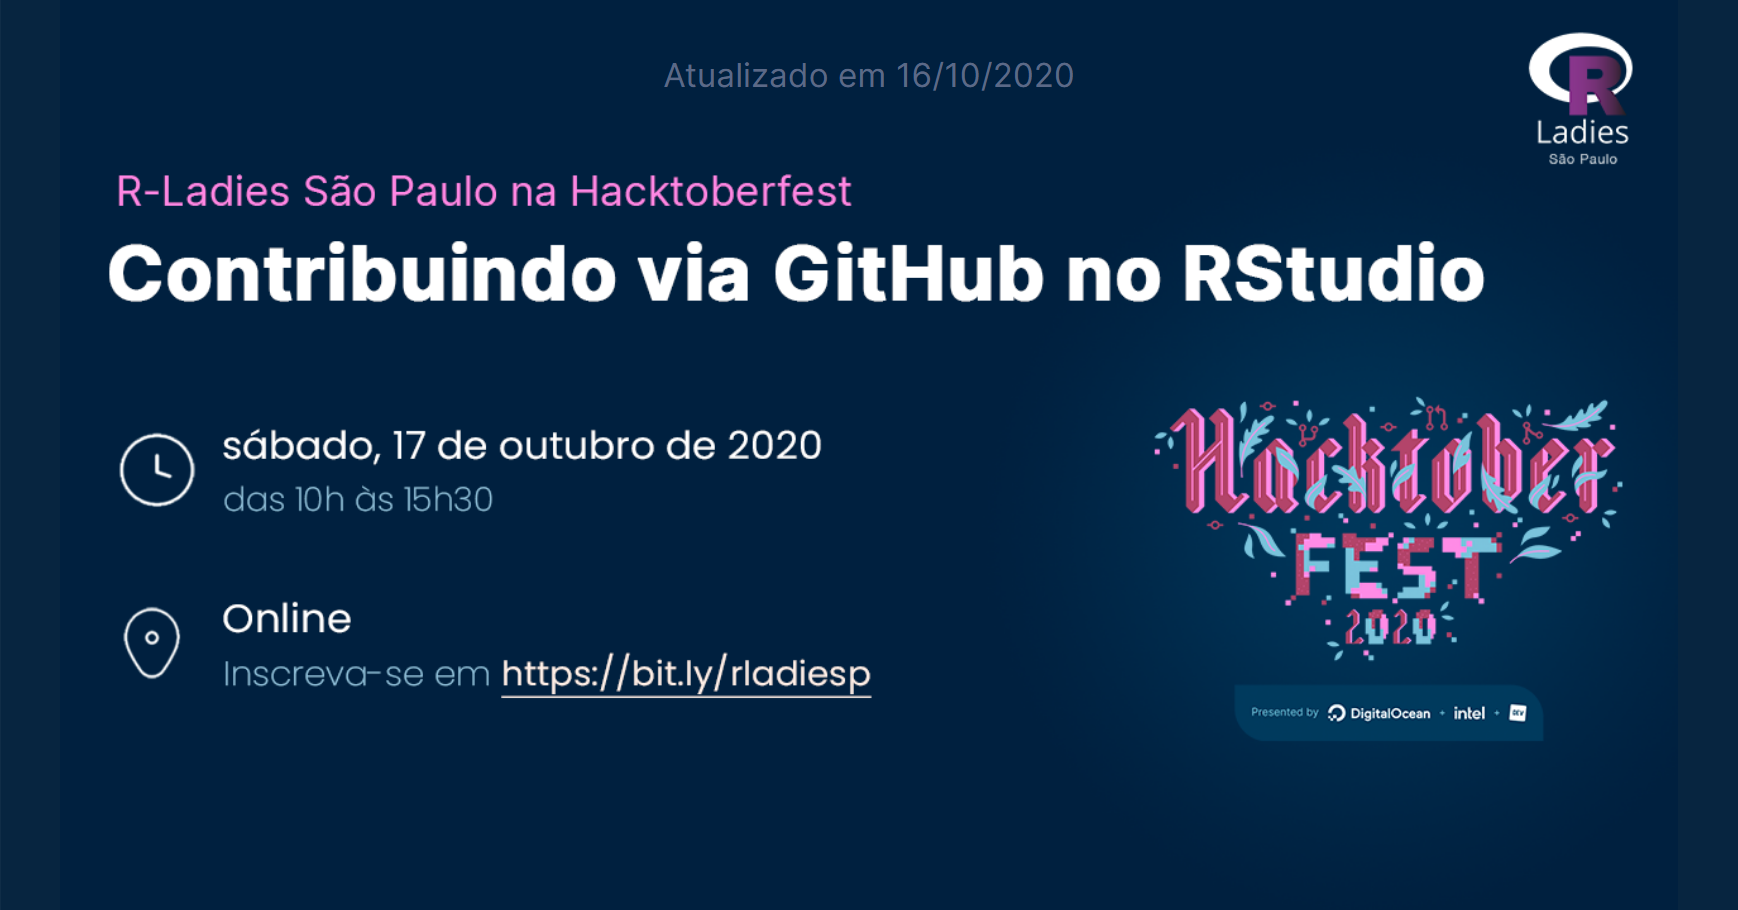 Atualizado em 16/10/2020
R
Ladies
São Paulo
R-Ladies São Paulo na Hacktoberfest
Contribuindo via GitHub no RStudio
sábado, 17 de outubro de 2020
das 10h às 15h30
Online
Inscreva-se em https://bit.ly/rladiesp
Hacktober
FEST
2020
Presented by DigitalOcean + intel + DEV